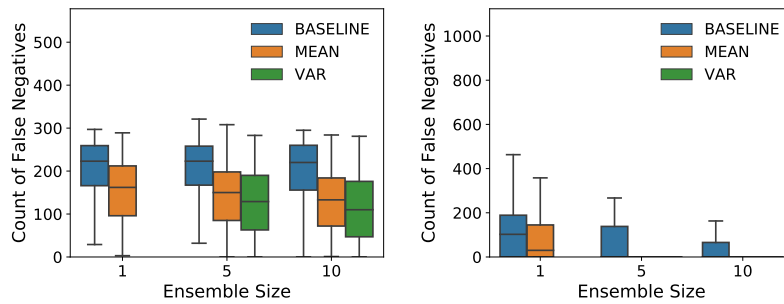 Count of False Negatives
500
400
300
200
100
0
BASELINE
MEAN
VAR
1
5
10
Ensemble Size
Count of False Negatives
1000
800
600
400
200
0
BASELINE
MEAN
VAR
1
5
10
Ensemble Size